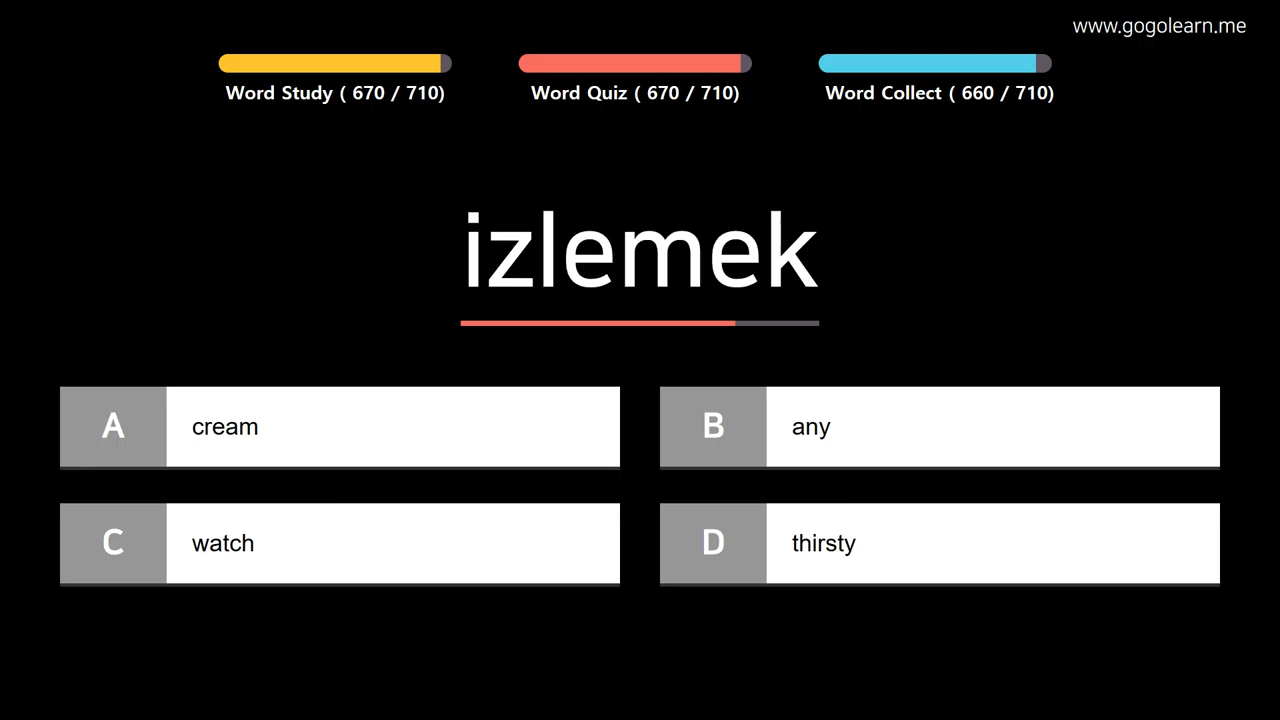 www.gogolearn.me
Word Study ( 670 / 710)
Word Quiz ( 670 / 710)
Word Collect ( 660 / 710)
izlemek
A cream
B any
C watch
D thirsty